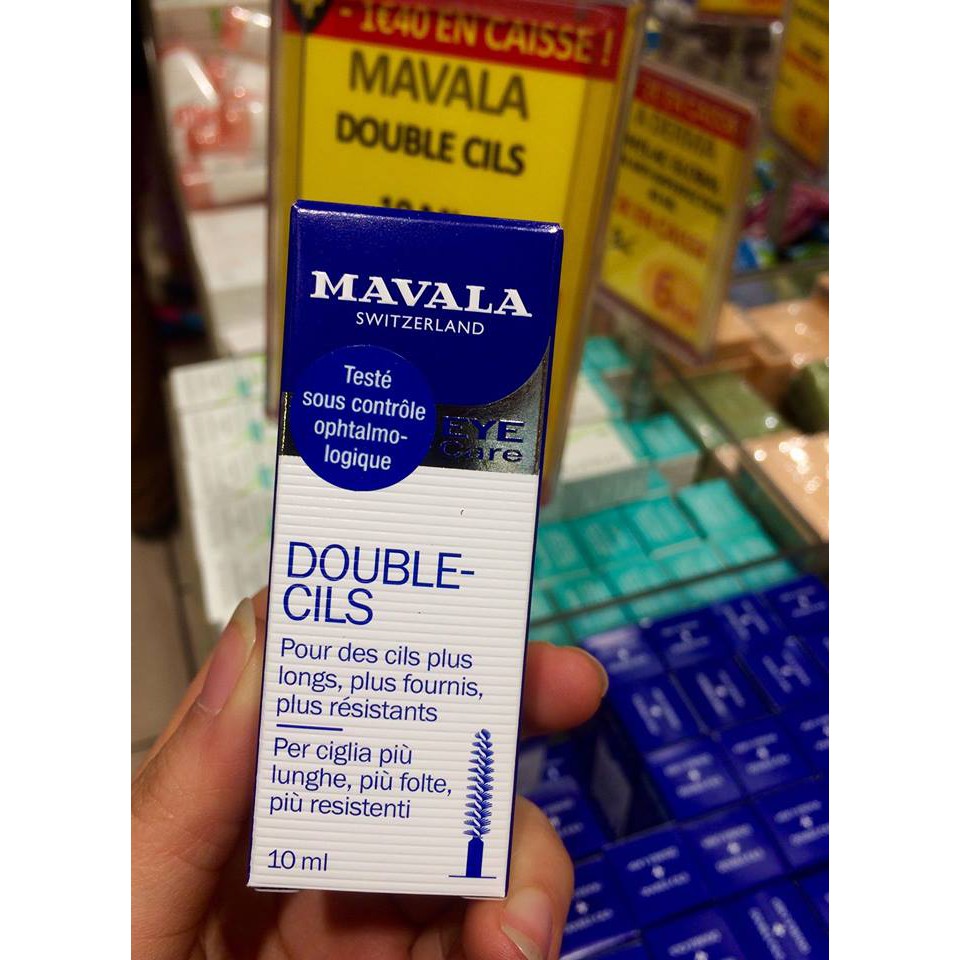 - 1€40 EN CAISSE !
MAVALA
DOUBLE CILS
MAVALA
SWITZERLAND
Testé
sous contrôle
ophtalmo-
logique
EYE
Care
DOUBLE-
CILS
Pour des cils plus
longs, plus fournis,
plus résistants
Per ciglia più
lunghe, più folte,
più resistenti
10 ml